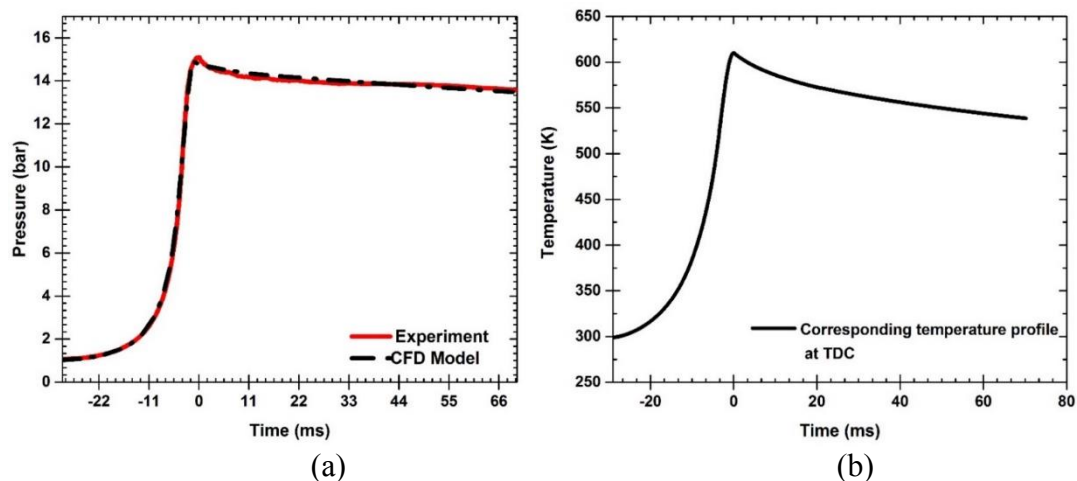 16
14
12
10
8
6
4
2
0
Pressure (bar)
Experiment
CFD Model
-22 -11 0 11 22 33 44 55 66
Time (ms)
(a)
650
600
550
500
450
400
350
300
250
Temperature (K)
Corresponding temperature profile
at TDC
-20 0 20 40 60 80
Time (ms)
(b)